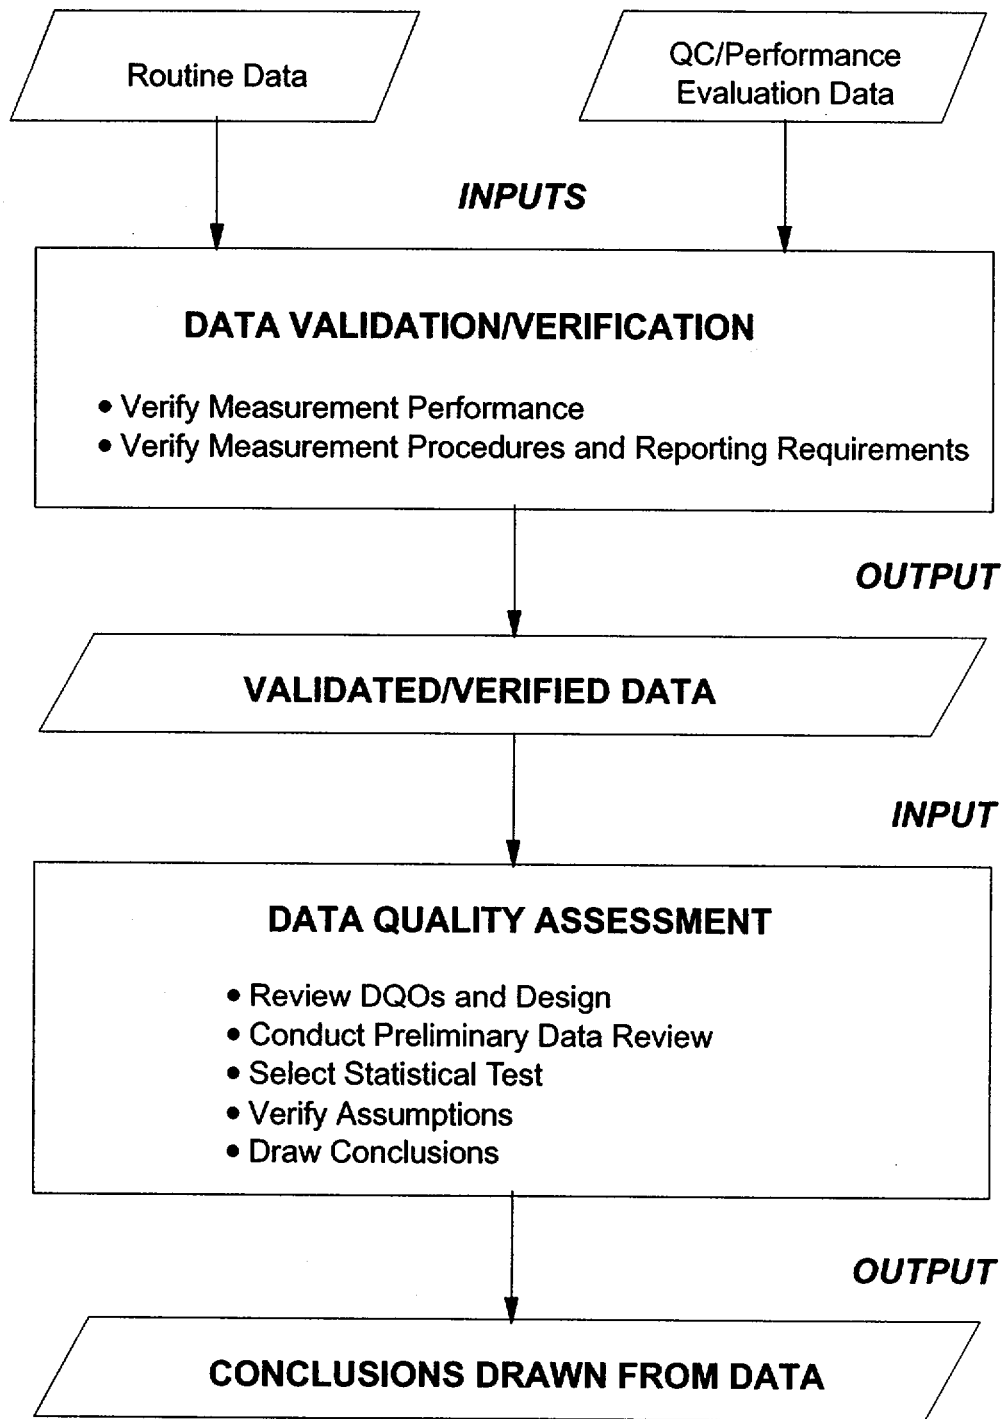 Routine Data
QC/Performance
Evaluation Data
INPUTS
DATA VALIDATION/VERIFICATION
• Verify Measurement Performance
• Verify Measurement Procedures and Reporting Requirements
OUTPUT
VALIDATED/VERIFIED DATA
INPUT
DATA QUALITY ASSESSMENT
• Review DQOs and Design
• Conduct Preliminary Data Review
• Select Statistical Test
• Verify Assumptions
• Draw Conclusions
OUTPUT
CONCLUSIONS DRAWN FROM DATA